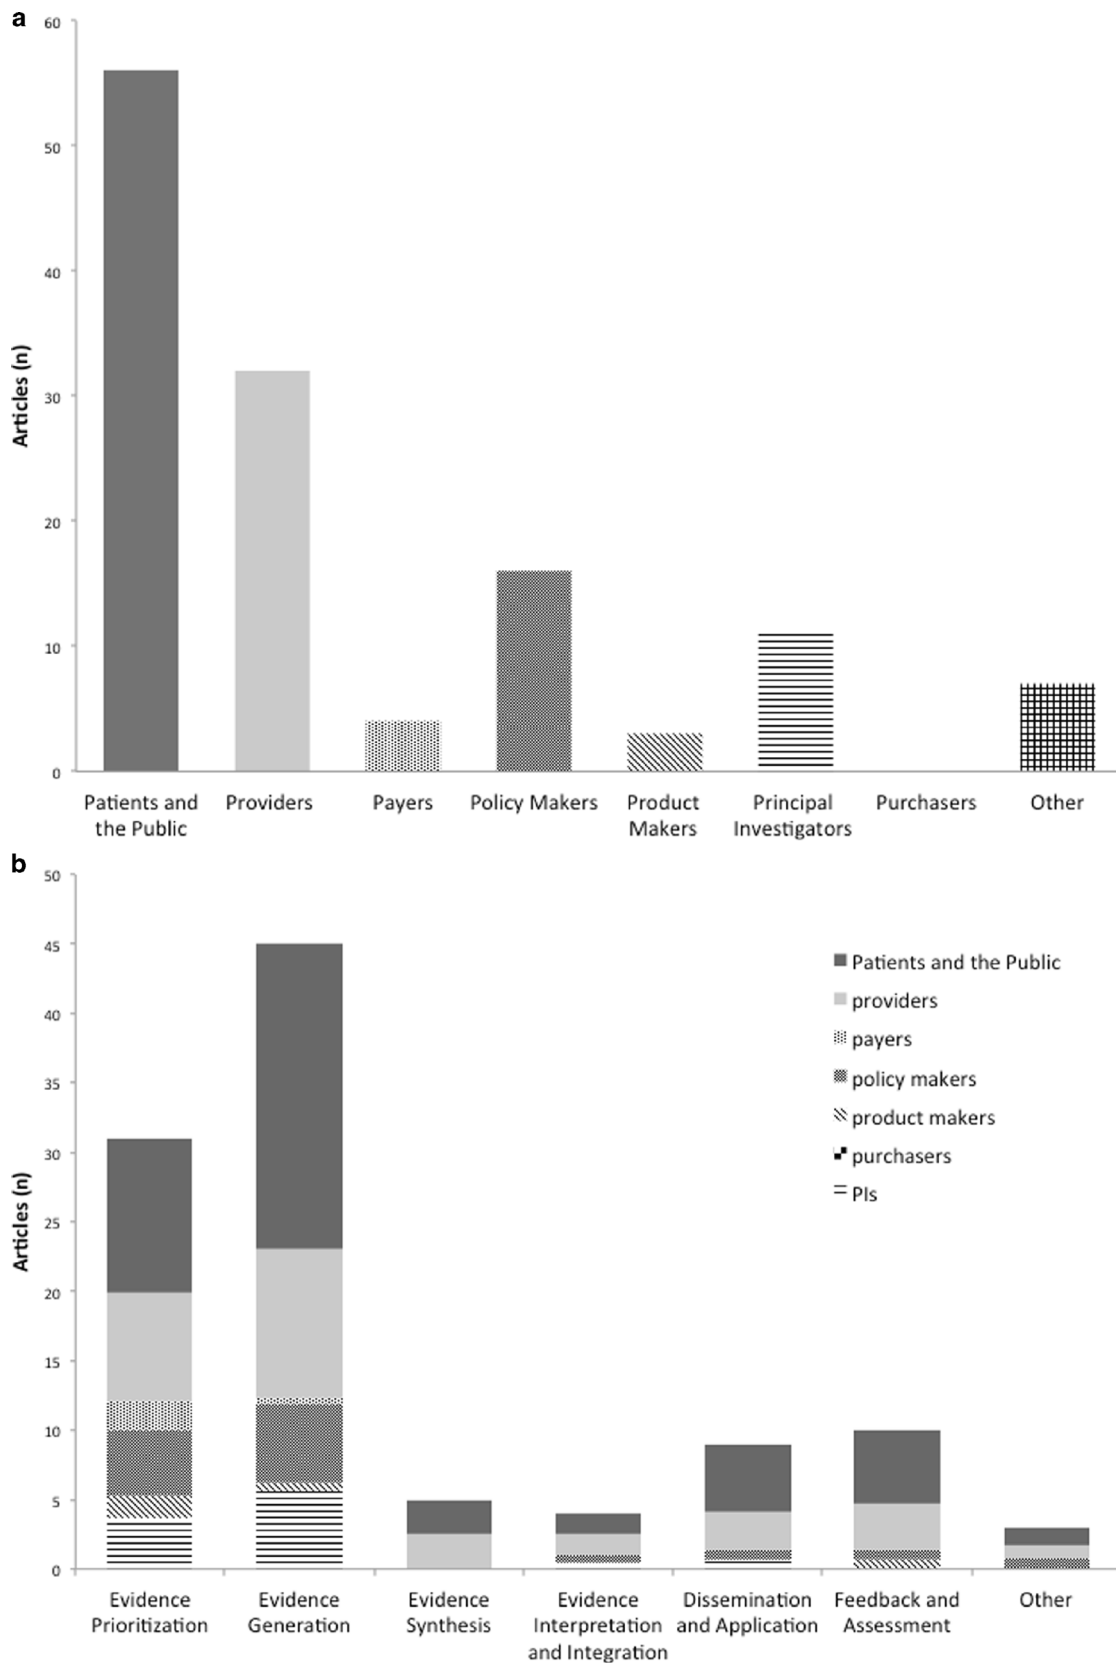 a
60
50
40
30
20
10
0
Articles (n)
Patients and
the Public
Providers
Payers
Policy Makers
Product
Makers
Principal
Investigators
Purchasers
Other
b
50
45
40
35
30
25
20
15
10
5
0
Articles (n)
Patients and the Public
providers
payers
policy makers
product makers
purchasers
PIs
Evidence
Prioritization
Evidence
Generation
Evidence
Synthesis
Evidence
Interpretation
and Integration
Dissemination
and Application
Feedback and
Assessment
Other